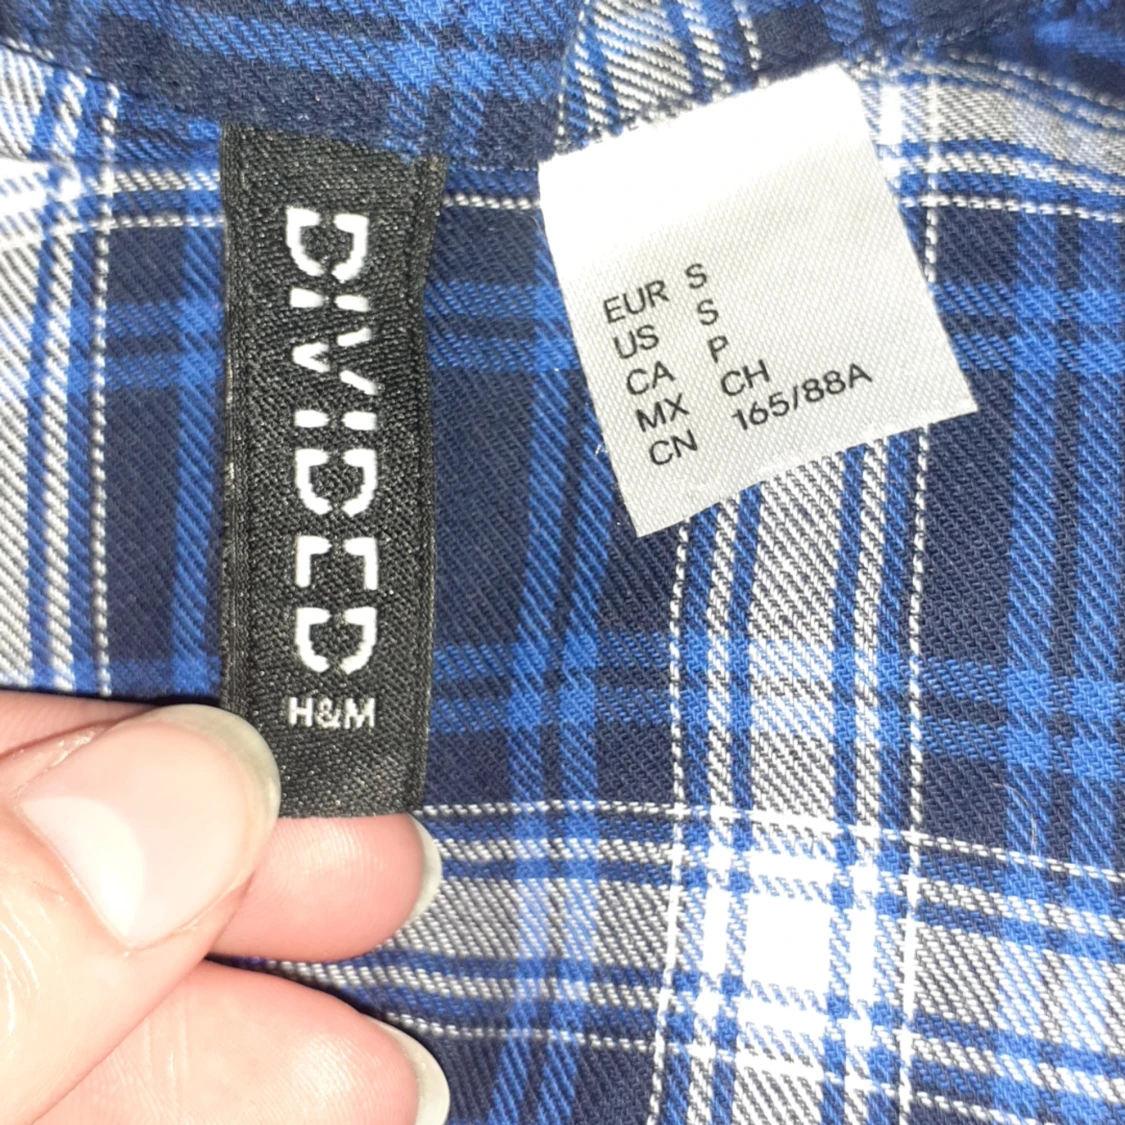 DIVIDED
H&M
EUR S
US S
CA P
MX CH
CN 165/88A